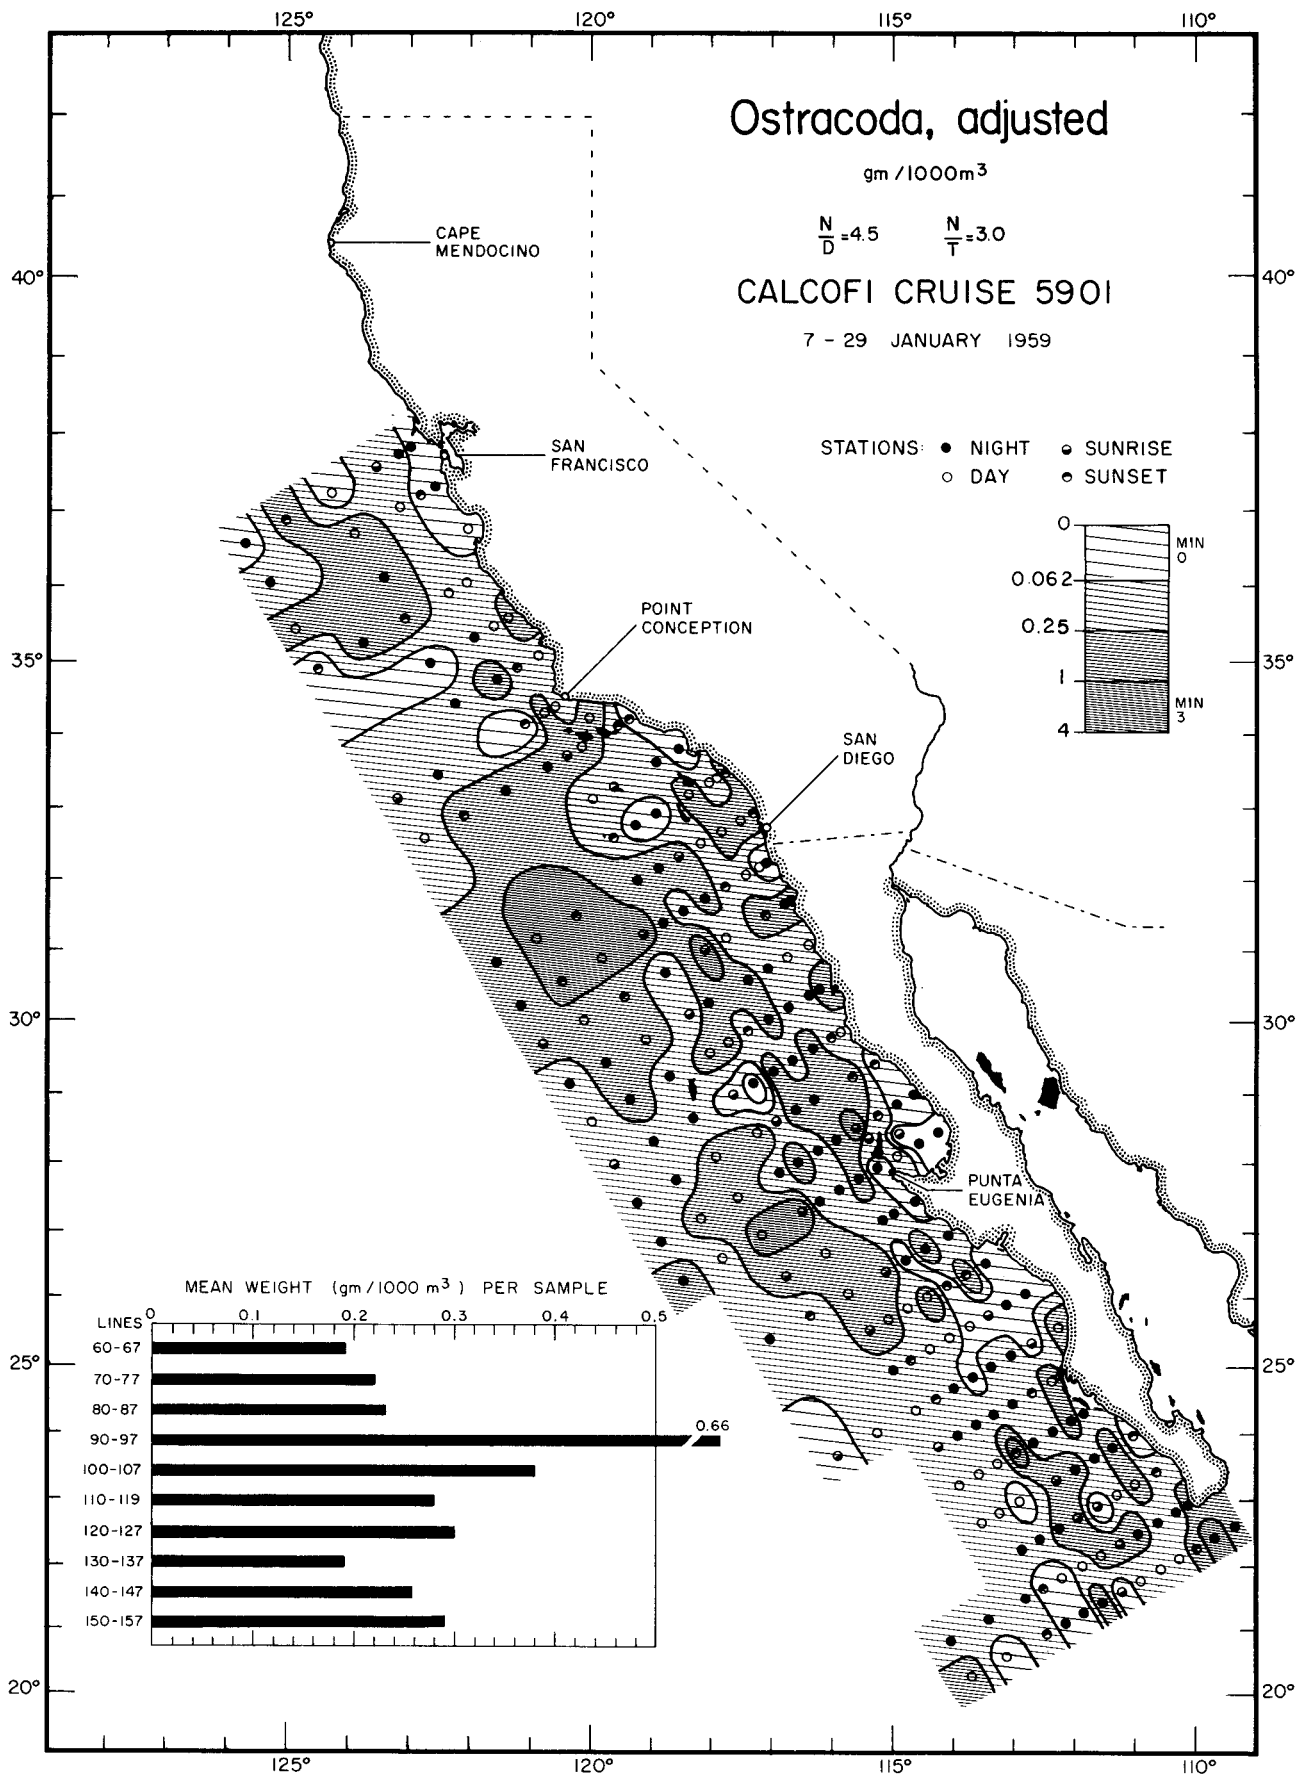 125° 120° 115° 110°
Ostracoda, adjusted
gm/1000m³
N/D =4.5 N/T =3.0
CALCOFI CRUISE 5901
7 - 29 JANUARY 1959
CAPE
MENDOCINO
40° 40°
STATIONS: ● NIGHT ◒ SUNRISE
○ DAY ◓ SUNSET
SAN
FRANCISCO
0
MIN
0
0.062
0.25
1
MIN
3
4
POINT
CONCEPTION
35° 35°
SAN
DIEGO
30° 30°
PUNTA
EUGENIA
MEAN WEIGHT (gm/1000 m³) PER SAMPLE
0 0.1 0.2 0.3 0.4 0.5
LINES
60-67
25° 25°
70-77
80-87
90-97 0.66
100-107
110-119
120-127
130-137
140-147
150-157
20° 20°
125° 120° 115° 110°